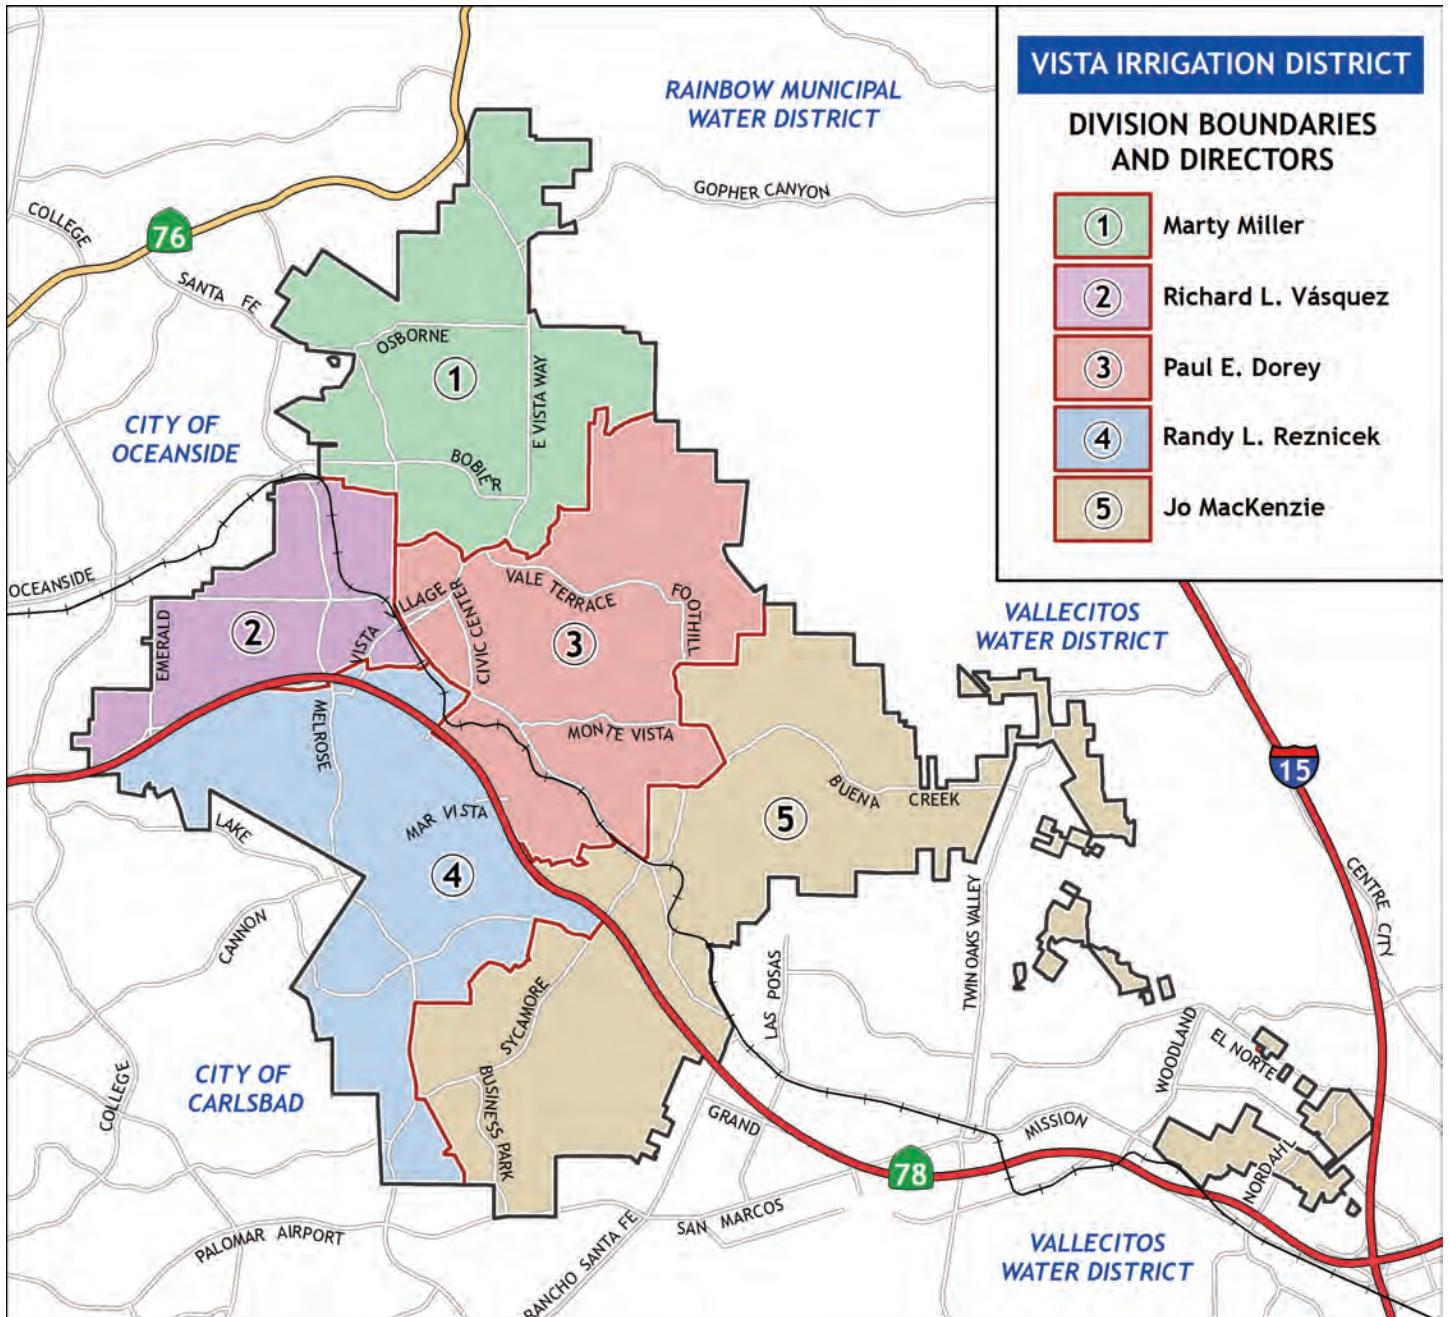 VISTA IRRIGATION DISTRICT
DIVISION BOUNDARIES
AND DIRECTORS
1 Marty Miller
2 Richard L. Vásquez
3 Paul E. Dorey
4 Randy L. Reznicek
5 Jo MacKenzie
RAINBOW MUNICIPAL
WATER DISTRICT
GOPHER CANYON
COLLEGE
76
SANTA FE
OSBORNE
1
E VISTA WAY
CITY OF
OCEANSIDE
BOBIER
OCEANSIDE
VALE TERRACE
FOOTHILL
LLAGE
CIVIC CENTER
VISTA
EMERALD
2
3
VALLECITOS
WATER DISTRICT
MELROSE
MONTE VISTA
15
BUENA
CREEK
MAR VISTA
5
LAKE
4
CENTRE CITY
CANNON
TWIN OAKS VALLEY
LAS POSAS
SYCAMORE
WOODLAND
EL NORTE
CITY OF
CARLSBAD
COLLEGE
BUSINESS PARK
GRAND
MISSION
NORDAHL
78
SAN MARCOS
PALOMAR AIRPORT
RANCHO SANTA FE
VALLECITOS
WATER DISTRICT